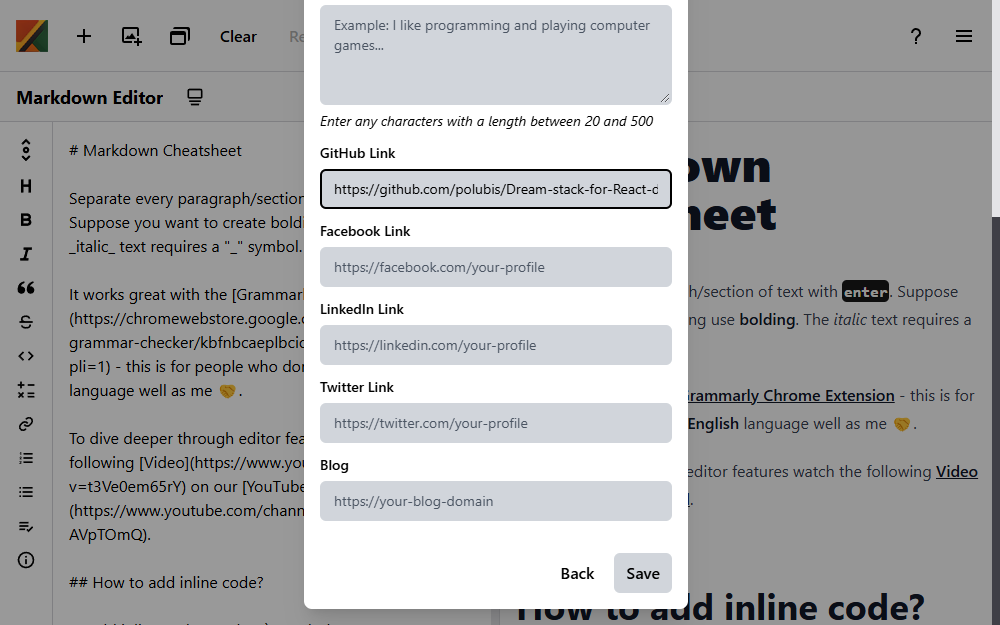 Clear
Re
?
Markdown Editor
# Markdown Cheatsheet
Separate every paragraph/section
Suppose you want to create boldi
_italic_ text requires a "_" symbol.
It works great with the [Grammar
(https://chromewebstore.google.c
grammar-checker/kbfnbcaeplbcio
pli=1) - this is for people who don
language well as me 🤝.
To dive deeper through editor fea
following [Video](https://www.you
v=t3Ve0em65rY) on our [YouTube
(https://www.youtube.com/chann
AVpTOmQ).
## How to add inline code?
Example: I like programming and playing computer
games...
Enter any characters with a length between 20 and 500
GitHub Link
https://github.com/polubis/Dream-stack-for-React-d
Facebook Link
https://facebook.com/your-profile
LinkedIn Link
https://linkedin.com/your-profile
Twitter Link
https://twitter.com/your-profile
Blog
https://your-blog-domain
Back
Save
own
heet
h/section of text with enter. Suppose
ng use bolding. The italic text requires a
Grammarly Chrome Extension - this is for
English language well as me 🤝.
editor features watch the following Video
l.
How to add inline code?